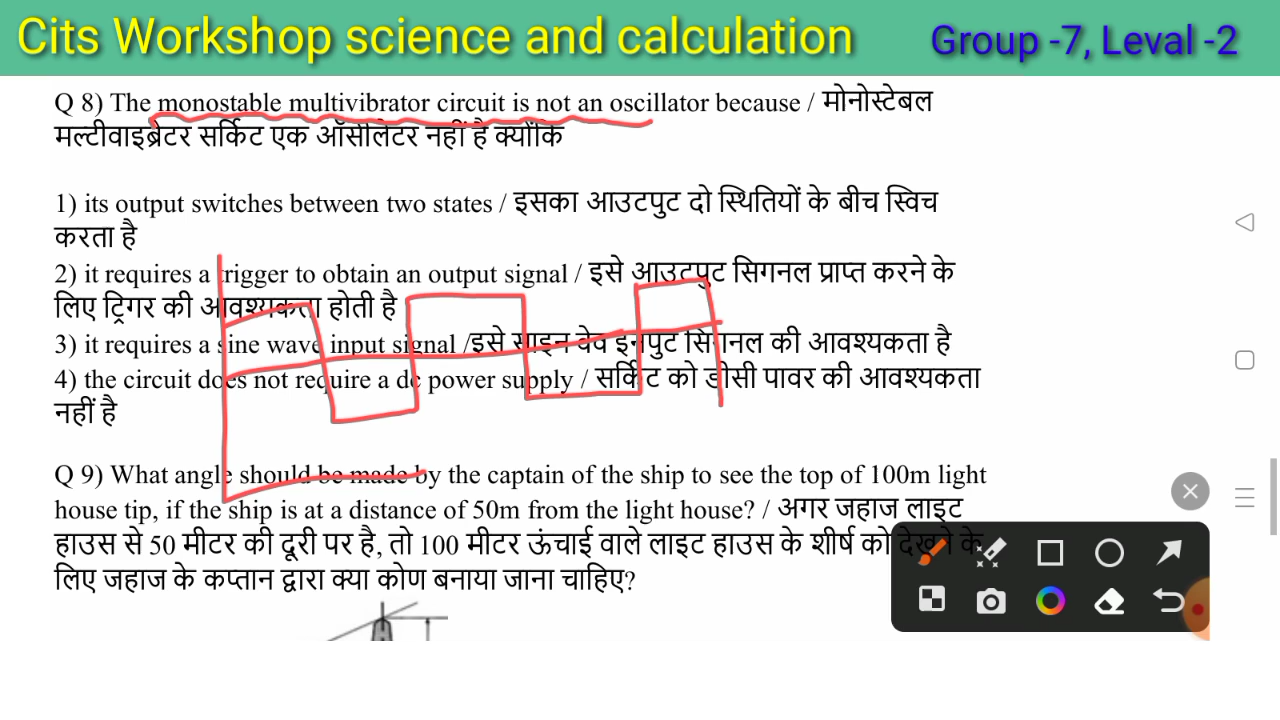 Cits Workshop science and calculation Group -7, Leval -2
Q 8) The monostable multivibrator circuit is not an oscillator because / मोनोस्टेबल
मल्टीवाइब्रेटर सर्किट एक ऑसीलेटर नहीं है क्योंकि
1) its output switches between two states / इसका आउटपुट दो स्थितियों के बीच स्विच
करता है
2) it requires a trigger to obtain an output signal / इसे आउटपुट सिगनल प्राप्त करने के
लिए ट्रिगर की आवश्यकता होती है
3) it requires a sine wave input signal /इसे साइन वेव इनपुट सिगनल की आवश्यकता है
4) the circuit does not require a dc power supply / सर्किट को डीसी पावर की आवश्यकता
नहीं है
Q 9) What angle should be made by the captain of the ship to see the top of 100m light
house tip, if the ship is at a distance of 50m from the light house? / अगर जहाज लाइट
हाउस से 50 मीटर की दूरी पर है, तो 100 मीटर ऊंचाई वाले लाइट हाउस के शीर्ष को देखने के
लिए जहाज के कप्तान द्वारा क्या कोण बनाया जाना चाहिए?